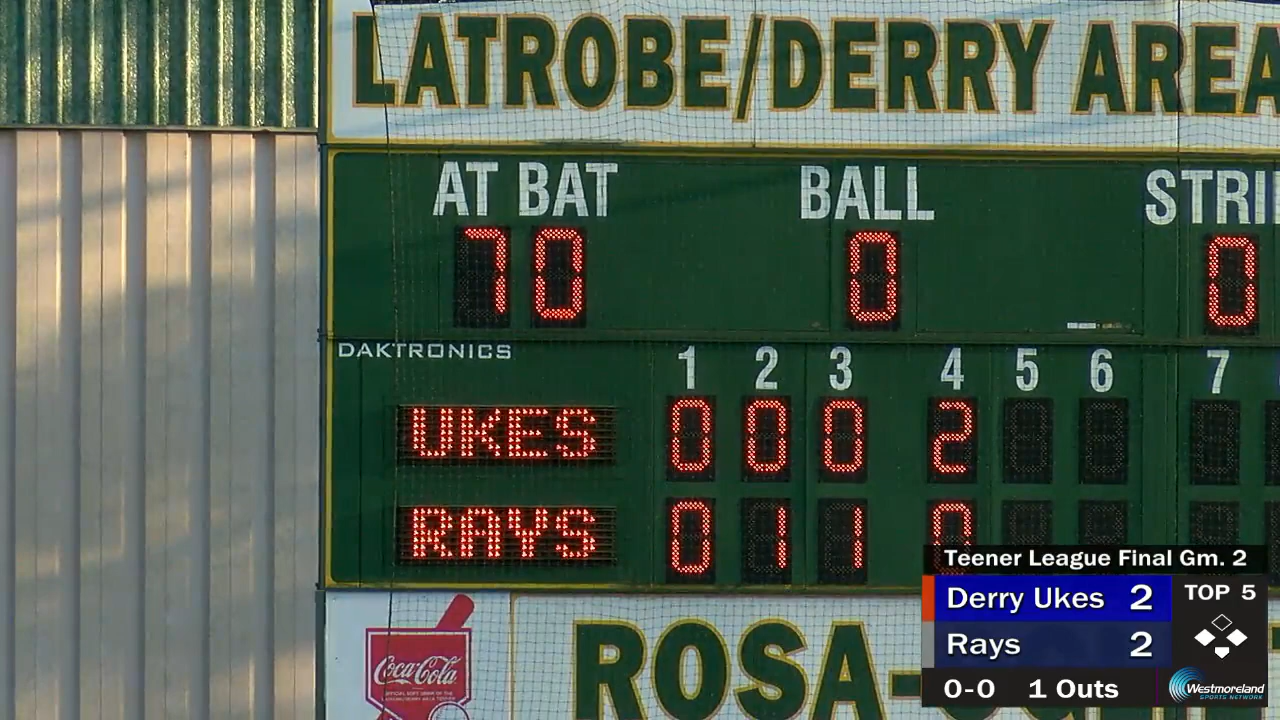 LATROBE/DERRY AREA
AT BAT BALL STRI
70 0 0
DAKTRONICS
1 2 3 4 5 6 7
UKES 0 0 0 2
RAYS 0 1 1 0
Teener League Final Gm. 2
Derry Ukes 2 TOP 5
Rays 2
0-0 1 Outs
Westmoreland
SPORTS NETWORK
Coca-Cola
ROSA-